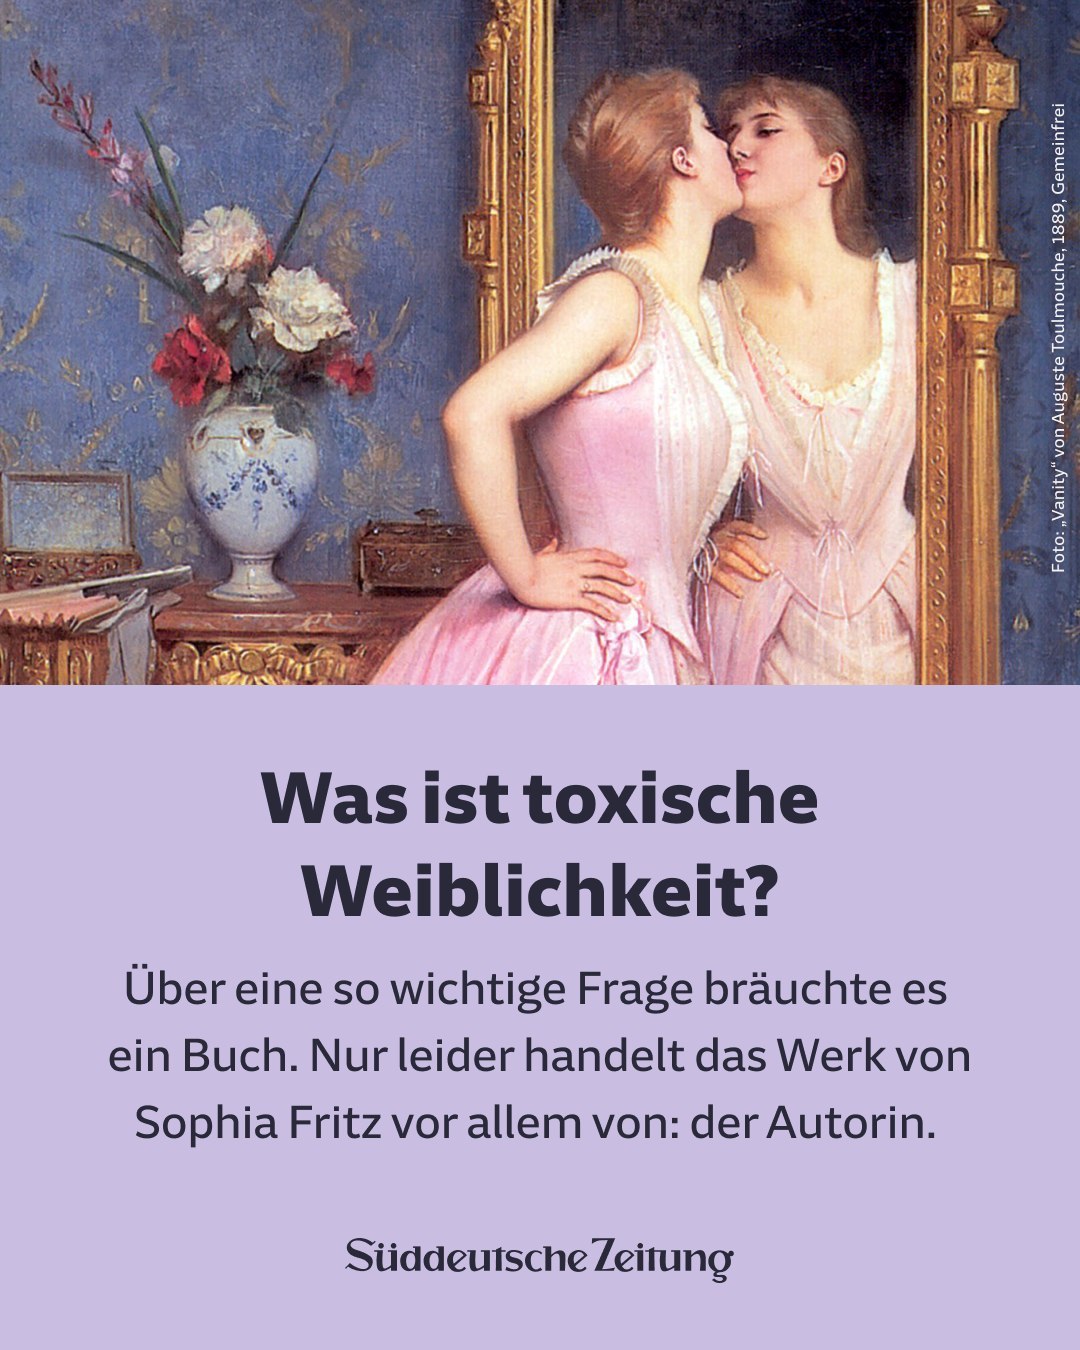 Foto: „Vanity“ von Auguste Toulmouche, 1889, Gemeinfrei
Was ist toxische
Weiblichkeit?
Über eine so wichtige Frage bräuchte es
ein Buch. Nur leider handelt das Werk von
Sophia Fritz vor allem von: der Autorin.
Süddeutsche Zeitung